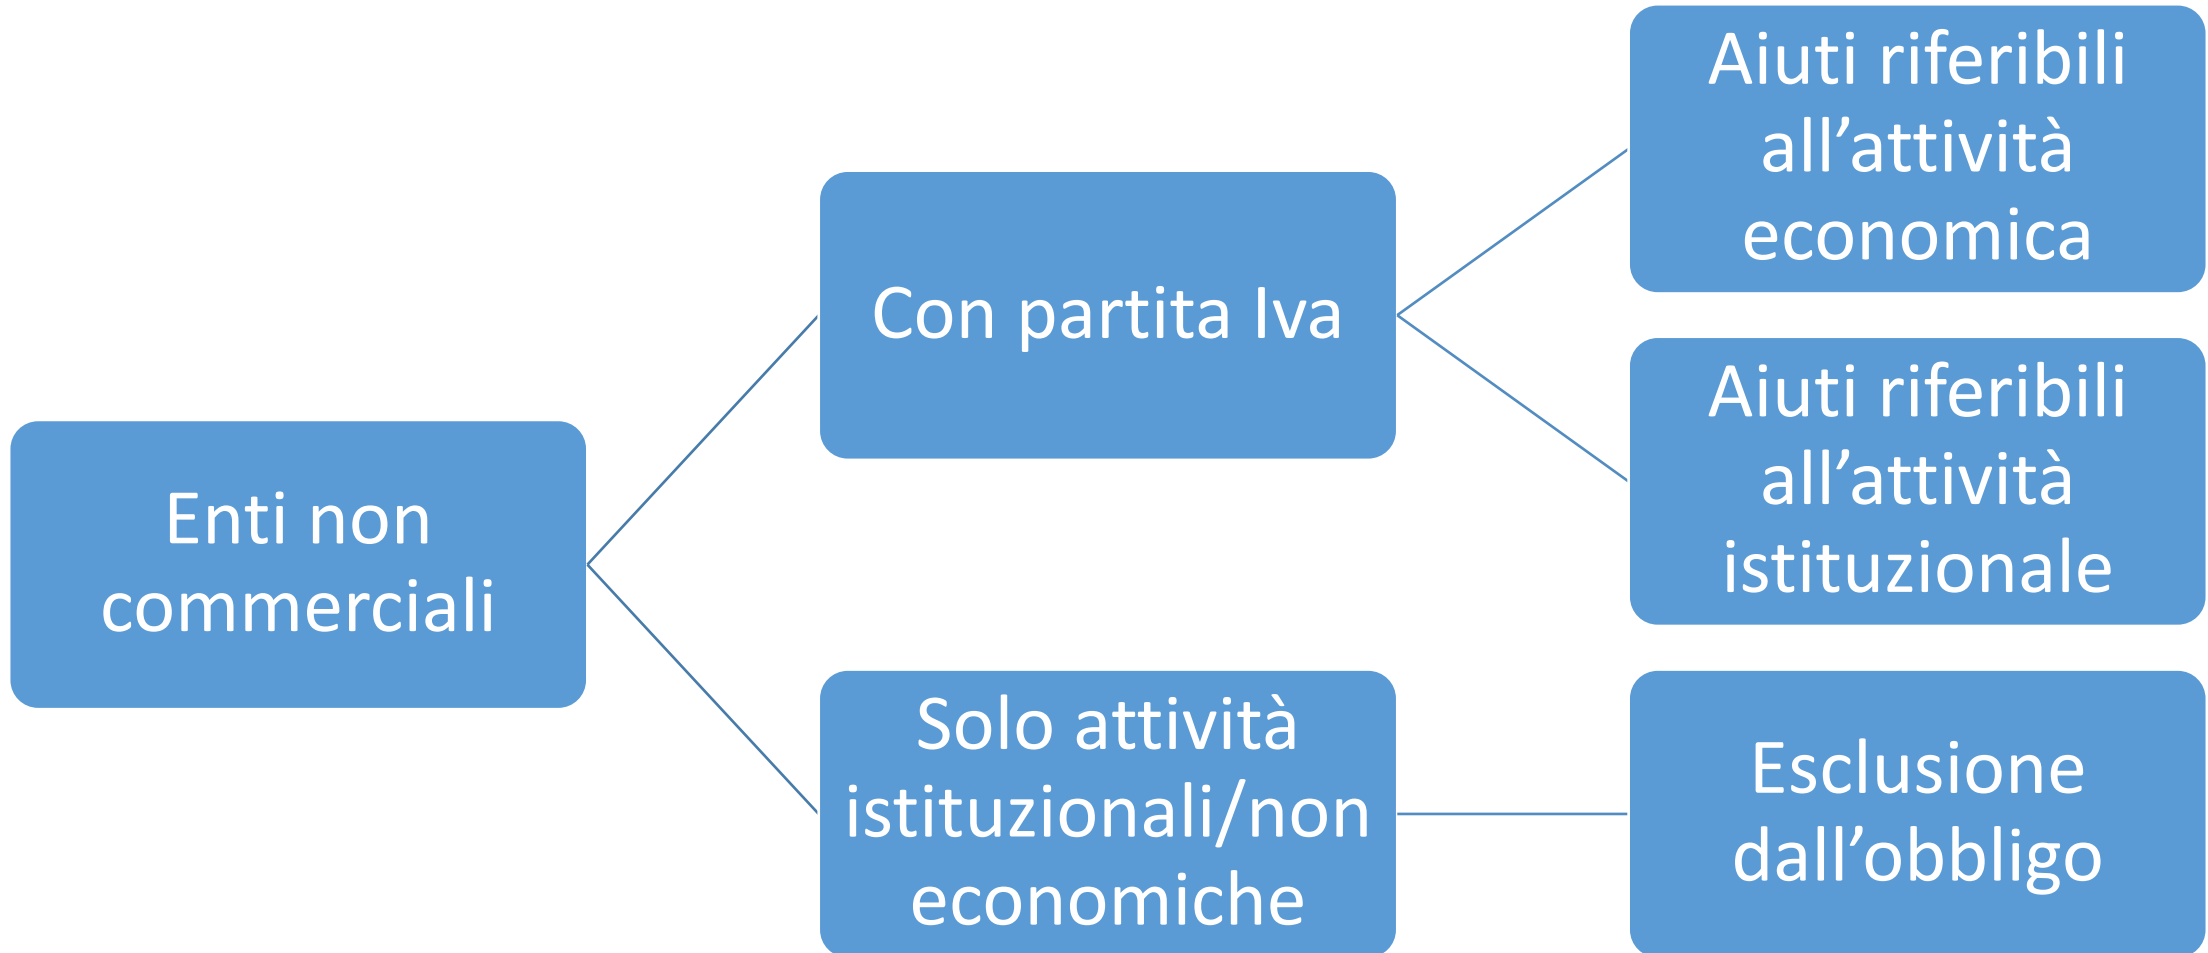 Enti non
commerciali
Con partita Iva
Aiuti riferibili
all’attività
economica
Aiuti riferibili
all’attività
istituzionale
Solo attività
istituzionali/non
economiche
Esclusione
dall’obbligo